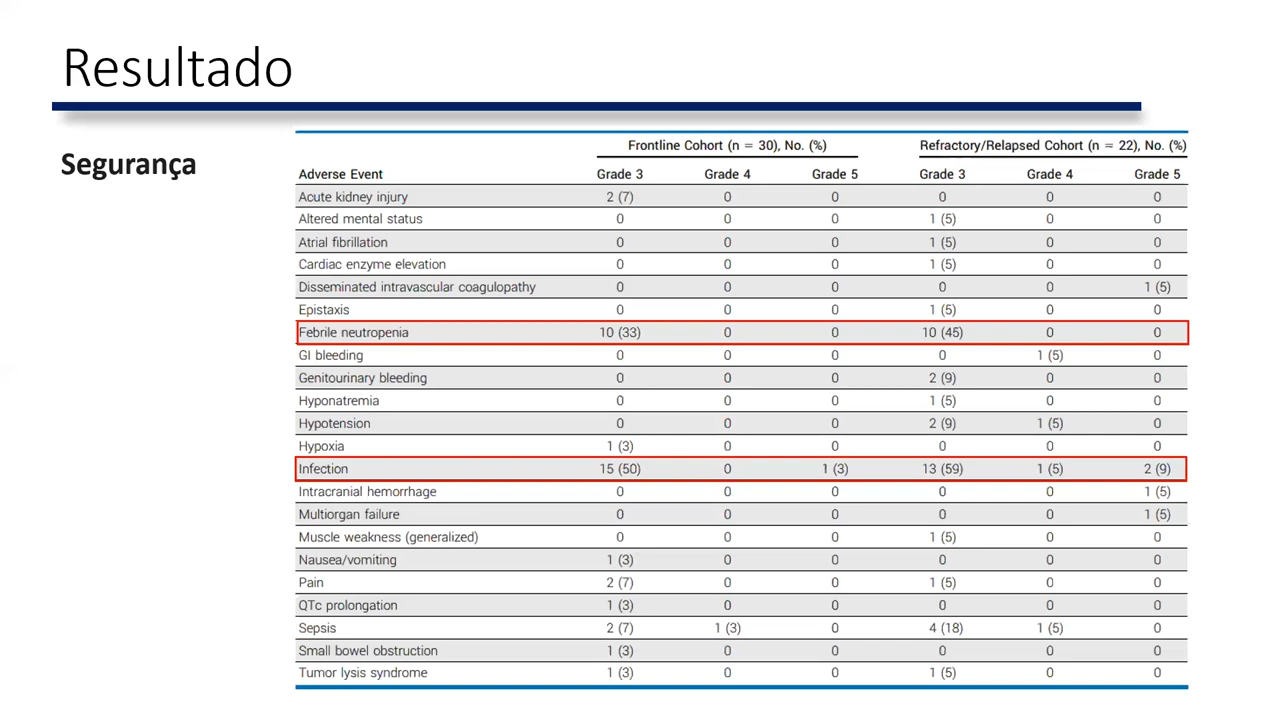 Resultado
Segurança
Frontline Cohort (n = 30), No. (%) Refractory/Relapsed Cohort (n = 22), No. (%)
Adverse Event Grade 3 Grade 4 Grade 5 Grade 3 Grade 4 Grade 5
Acute kidney injury 2 (7) 0 0 0 0 0
Altered mental status 0 0 0 1 (5) 0 0
Atrial fibrillation 0 0 0 1 (5) 0 0
Cardiac enzyme elevation 0 0 0 1 (5) 0 0
Disseminated intravascular coagulopathy 0 0 0 0 0 1 (5)
Epistaxis 0 0 0 1 (5) 0 0
Febrile neutropenia 10 (33) 0 0 10 (45) 0 0
GI bleeding 0 0 0 0 1 (5) 0
Genitourinary bleeding 0 0 0 2 (9) 0 0
Hyponatremia 0 0 0 1 (5) 0 0
Hypotension 0 0 0 2 (9) 1 (5) 0
Hypoxia 1 (3) 0 0 0 0 0
Infection 15 (50) 0 1 (3) 13 (59) 1 (5) 2 (9)
Intracranial hemorrhage 0 0 0 0 0 1 (5)
Multiorgan failure 0 0 0 0 0 1 (5)
Muscle weakness (generalized) 0 0 0 1 (5) 0 0
Nausea/vomiting 1 (3) 0 0 0 0 0
Pain 2 (7) 0 0 1 (5) 0 0
QTc prolongation 1 (3) 0 0 0 0 0
Sepsis 2 (7) 1 (3) 0 4 (18) 1 (5) 0
Small bowel obstruction 1 (3) 0 0 0 0 0
Tumor lysis syndrome 1 (3) 0 0 1 (5) 0 0